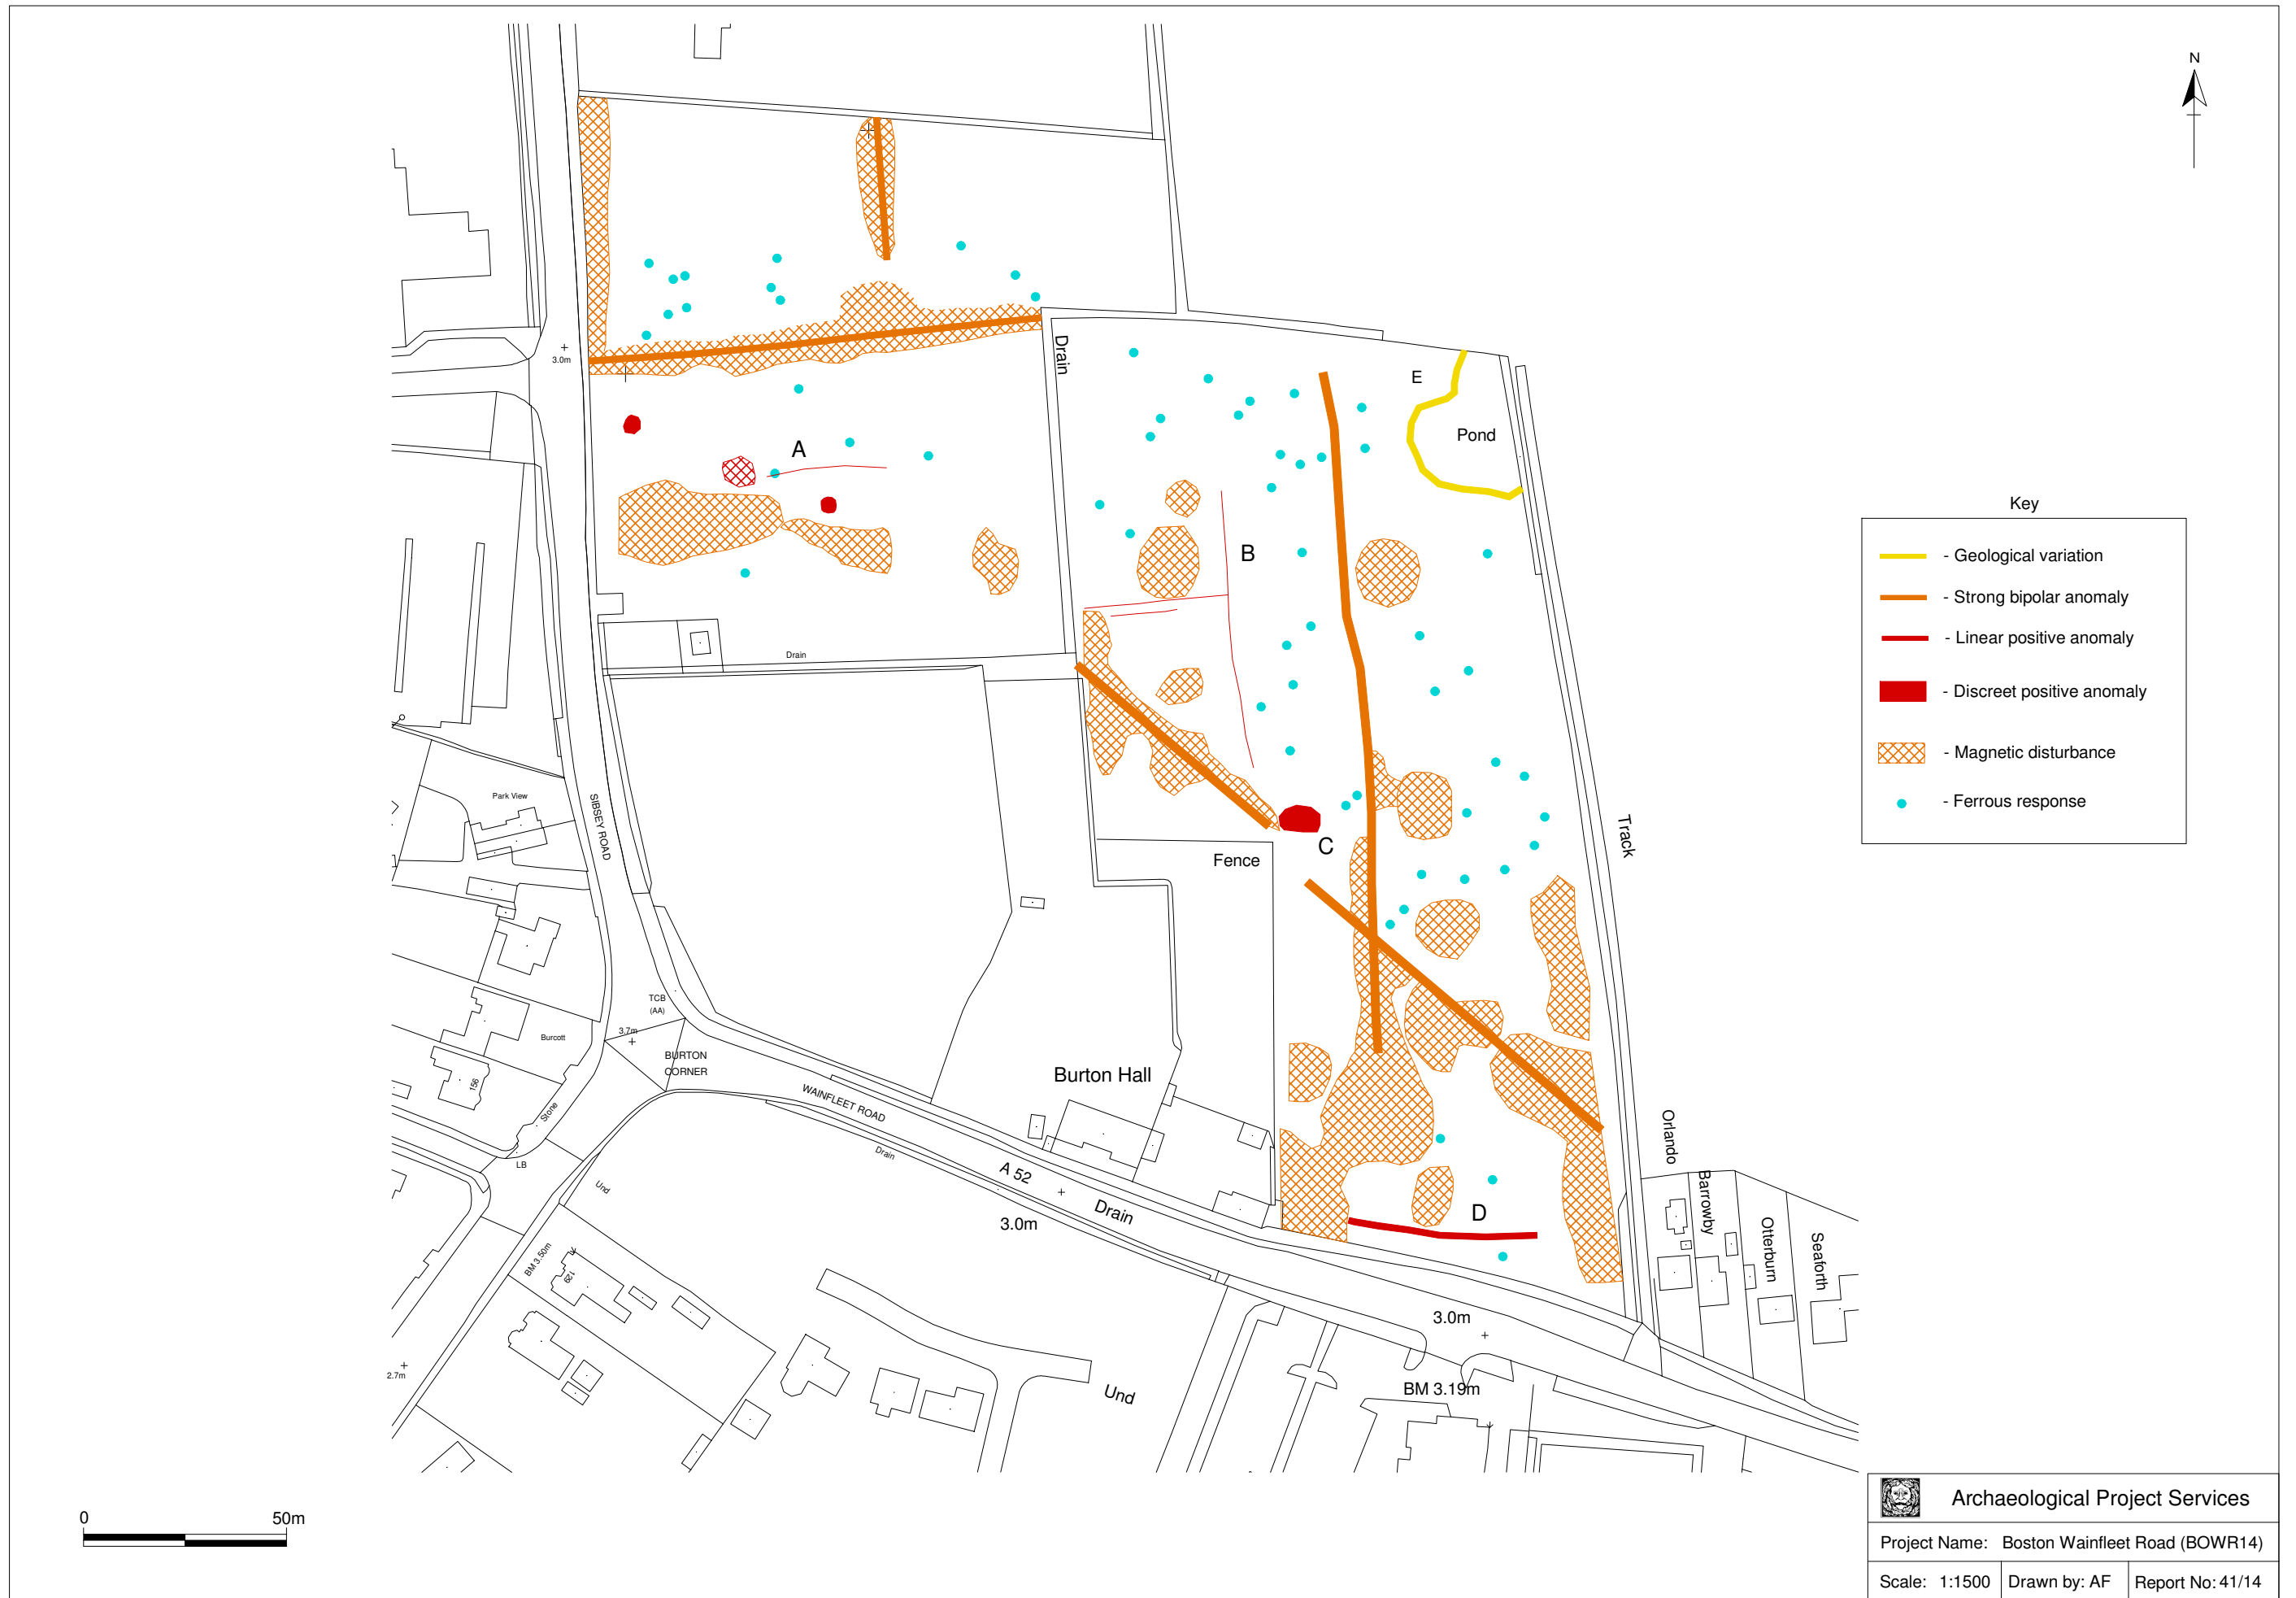 N
3.0m
Drain
E
Pond
A
B
Key
- Geological variation
- Strong bipolar anomaly
- Linear positive anomaly
- Discreet positive anomaly
- Magnetic disturbance
- Ferrous response
Drain
Park View
SIBSEY ROAD
Track
C
Fence
TCB
(AA)
3.7m
Burcott
BURTON
CORNER
156
Stone
LB
Burton Hall
WAINFLEET ROAD
Drain
A 52
Drain
3.0m
D
Orlando
Barrowby
Otterburn
Seaforth
Und
BM 3.50m
129
2.7m
3.0m
BM 3.19m
Und
0 50m
Archaeological Project Services
Project Name: Boston Wainfleet Road (BOWR14)
Scale: 1:1500 Drawn by: AF Report No: 41/14